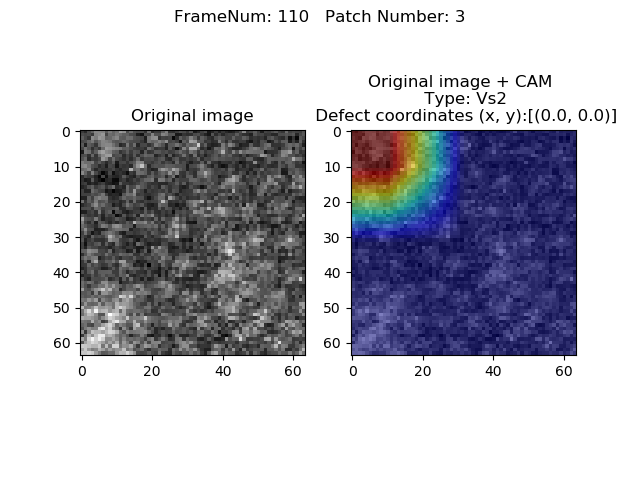 FrameNum: 110   Patch Number: 3
Original image
0
10
20
30
40
50
60
0 20 40 60
Original image + CAM
Type: Vs2
Defect coordinates (x, y):[(0.0, 0.0)]
0
10
20
30
40
50
60
0 20 40 60